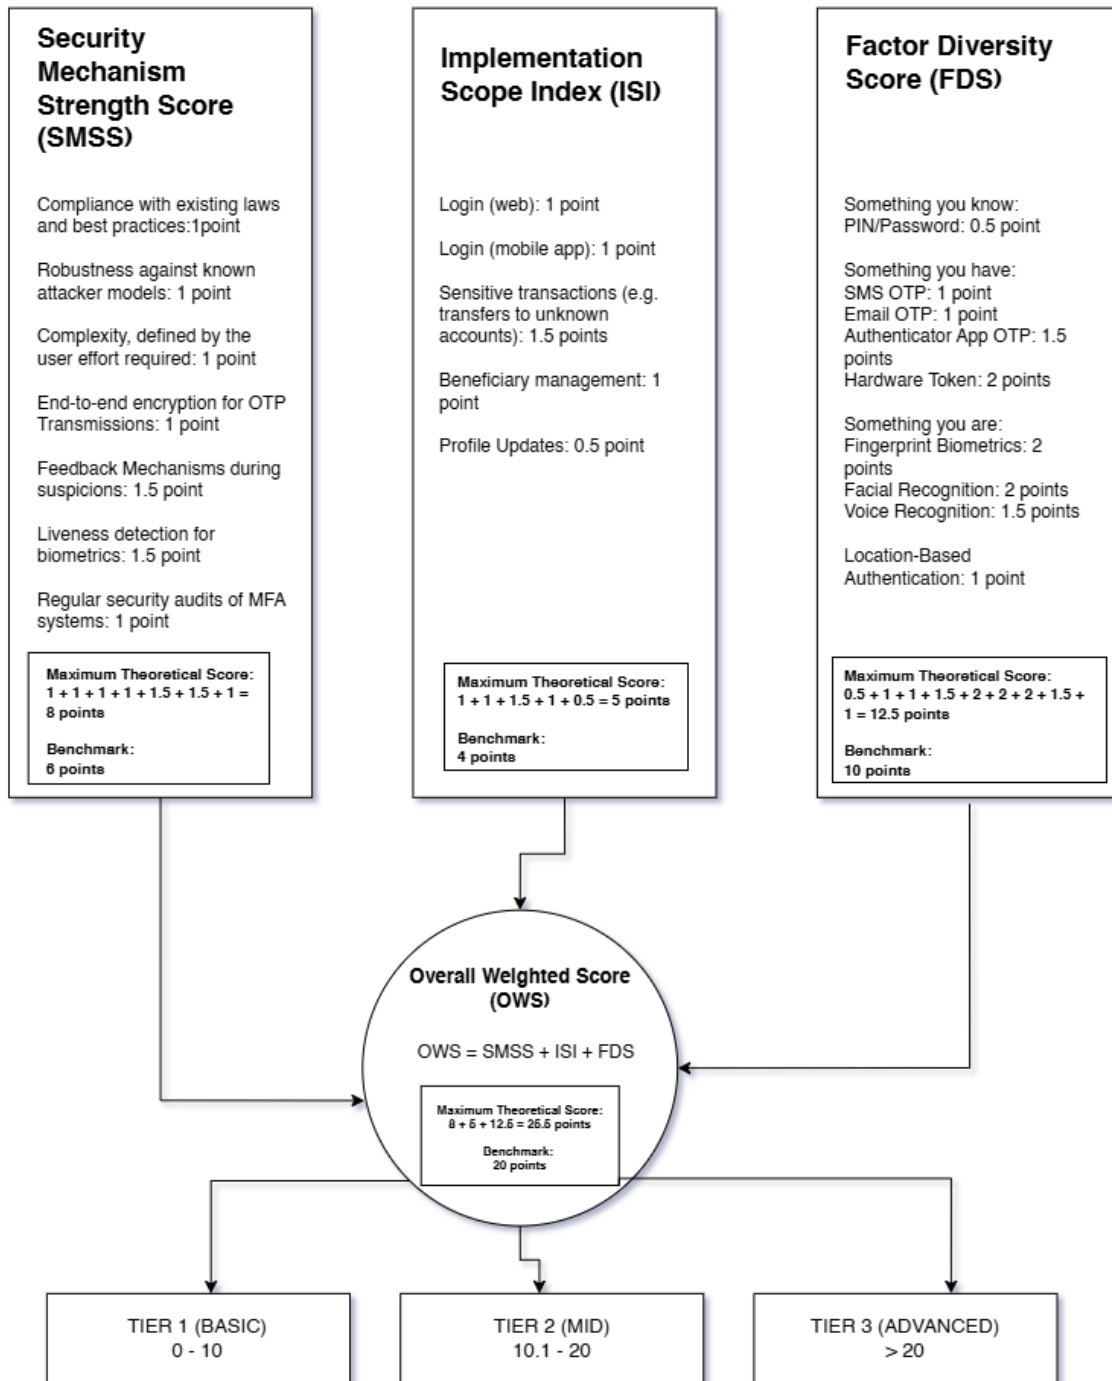 Security
Mechanism
Strength Score
(SMSS)
Compliance with existing laws
and best practices:1point
Robustness against known
attacker models: 1 point
Complexity, defined by the
user effort required: 1 point
End-to-end encryption for OTP
Transmissions: 1 point
Feedback Mechanisms during
suspicions: 1.5 point
Liveness detection for
biometrics: 1.5 point
Regular security audits of MFA
systems: 1 point
Maximum Theoretical Score:
1 + 1 + 1 + 1 + 1.5 + 1.5 + 1 =
8 points
Benchmark:
6 points
Implementation
Scope Index (ISI)
Login (web): 1 point
Login (mobile app): 1 point
Sensitive transactions (e.g.
transfers to unknown
accounts): 1.5 points
Beneficiary management: 1
point
Profile Updates: 0.5 point
Maximum Theoretical Score:
1 + 1 + 1.5 + 1 + 0.5 = 5 points
Benchmark:
4 points
Factor Diversity
Score (FDS)
Something you know:
PIN/Password: 0.5 point
Something you have:
SMS OTP: 1 point
Email OTP: 1 point
Authenticator App OTP: 1.5
points
Hardware Token: 2 points
Something you are:
Fingerprint Biometrics: 2
points
Facial Recognition: 2 points
Voice Recognition: 1.5 points
Location-Based
Authentication: 1 point
Maximum Theoretical Score:
0.5 + 1 + 1 + 1.5 + 2 + 2 + 2 + 1.5 +
1 = 12.5 points
Benchmark:
10 points
Overall Weighted Score
(OWS)
OWS = SMSS + ISI + FDS
Maximum Theoretical Score:
8 + 5 + 12.5 = 25.5 points
Benchmark:
20 points
TIER 1 (BASIC)
0 - 10
TIER 2 (MID)
10.1 - 20
TIER 3 (ADVANCED)
> 20